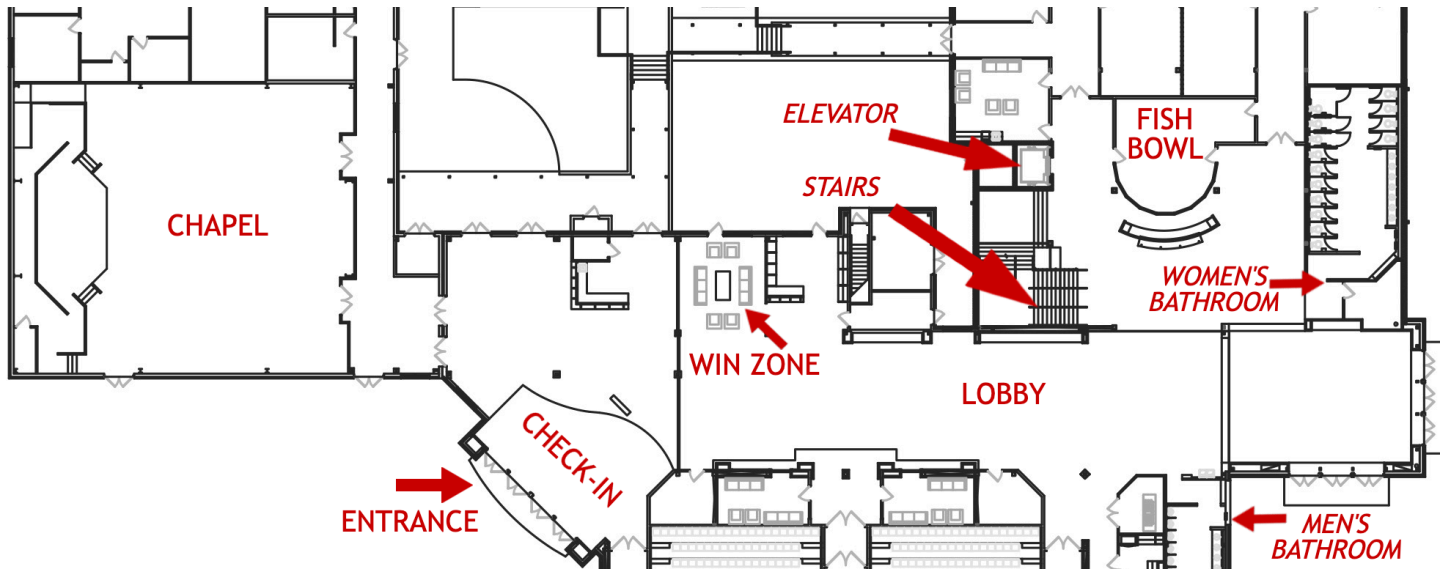 ELEVATOR
FISH
BOWL
STAIRS
CHAPEL
WOMEN'S
BATHROOM
WIN ZONE
LOBBY
CHECK-IN
ENTRANCE
MEN'S
BATHROOM